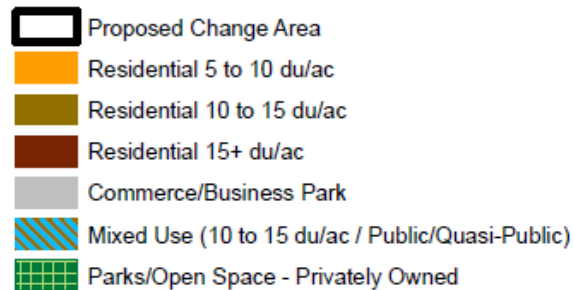 Proposed Change Area
Residential 5 to 10 du/ac
Residential 10 to 15 du/ac
Residential 15+ du/ac
Commerce/Business Park
Mixed Use (10 to 15 du/ac / Public/Quasi-Public)
Parks/Open Space - Privately Owned